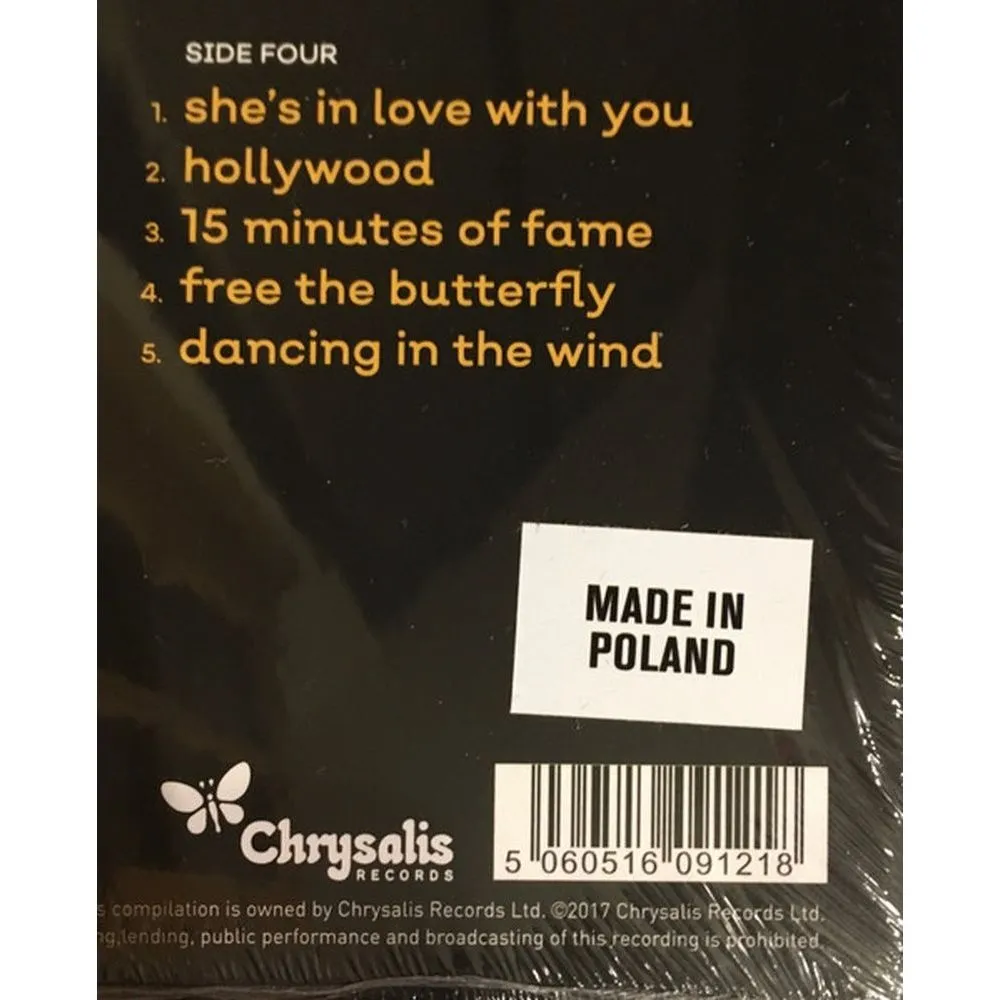 SIDE FOUR
1. she's in love with you
2. hollywood
3. 15 minutes of fame
4. free the butterfly
5. dancing in the wind
MADE IN
POLAND
Chrysalis
RECORDS
5 060516 091218
compilation is owned by Chrysalis Records Ltd. ©2017 Chrysalis Records Ltd.
lending, public performance and broadcasting of this recording is prohibited.